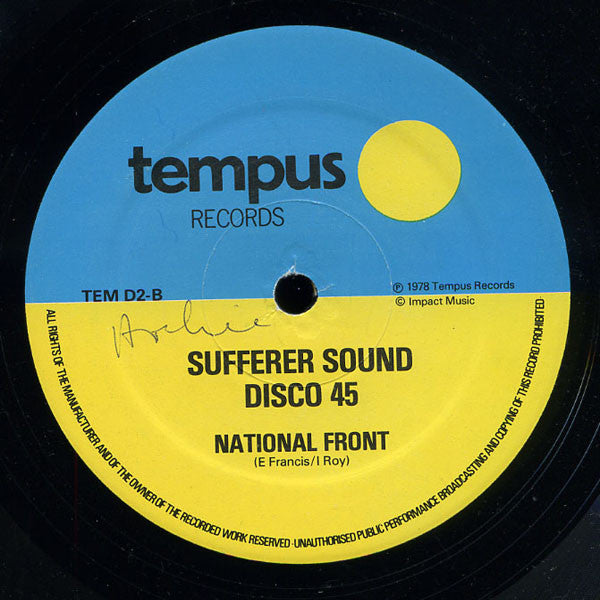 tempus
RECORDS
TEM D2-B
℗ 1978 Tempus Records
© Impact Music
Archie
SUFFERER SOUND
DISCO 45
NATIONAL FRONT
(E Francis/I Roy)
ALL RIGHTS OF THE MANUFACTURER AND OF THE OWNER OF THE RECORDED WORK RESERVED·UNAUTHORISED PUBLIC PERFORMANCE BROADCASTING AND COPYING OF THIS RECORD PROHIBITED